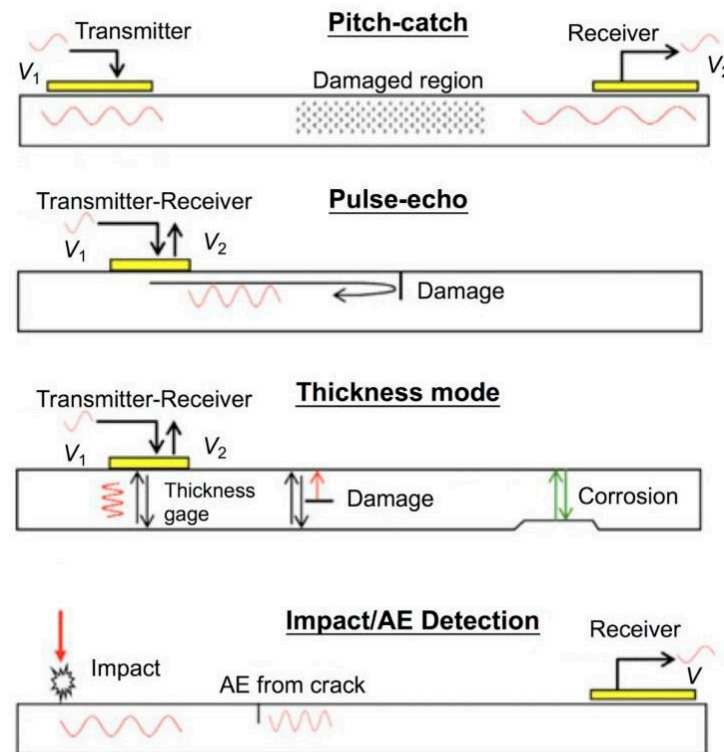 Pitch-catch
Transmitter
Receiver
V1
V2
Damaged region
Pulse-echo
Transmitter-Receiver
V1
V2
Damage
Thickness mode
Transmitter-Receiver
V1
V2
Thickness
gage
Damage
Corrosion
Impact/AE Detection
Receiver
Impact
V
AE from crack